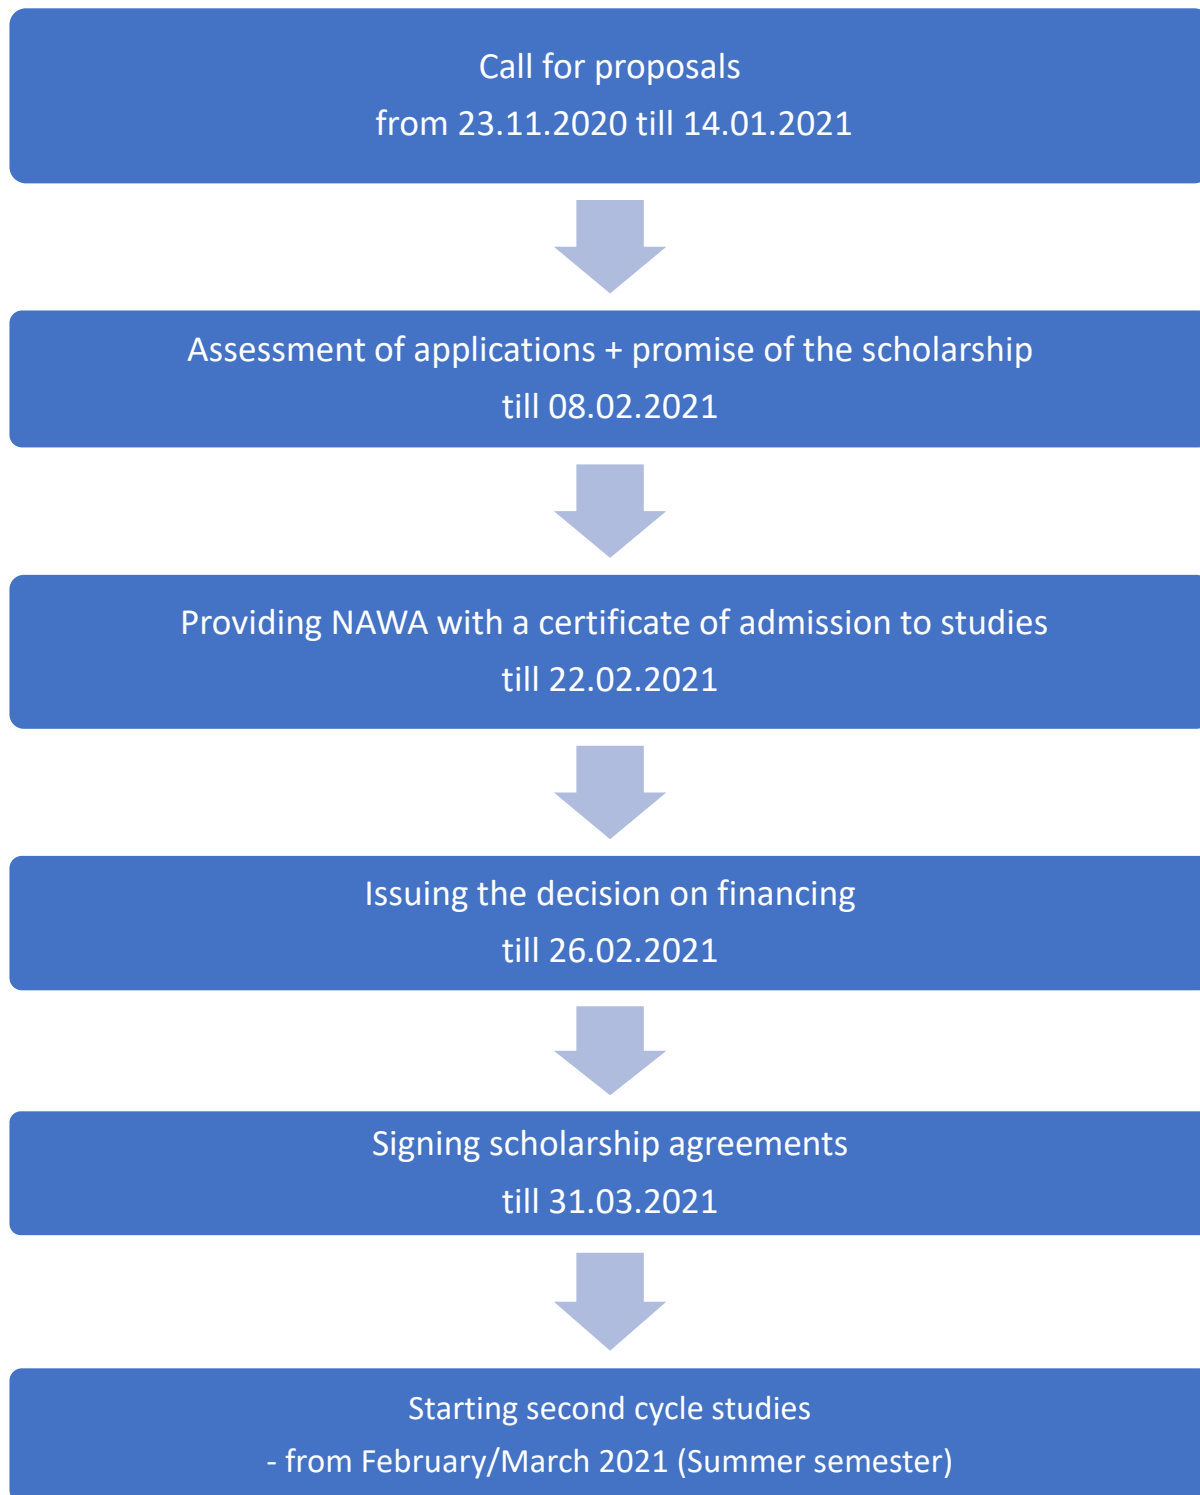 Call for proposals
from 23.11.2020 till 14.01.2021
Assessment of applications + promise of the scholarship
till 08.02.2021
Providing NAWA with a certificate of admission to studies
till 22.02.2021
Issuing the decision on financing
till 26.02.2021
Signing scholarship agreements
till 31.03.2021
Starting second cycle studies
- from February/March 2021 (Summer semester)